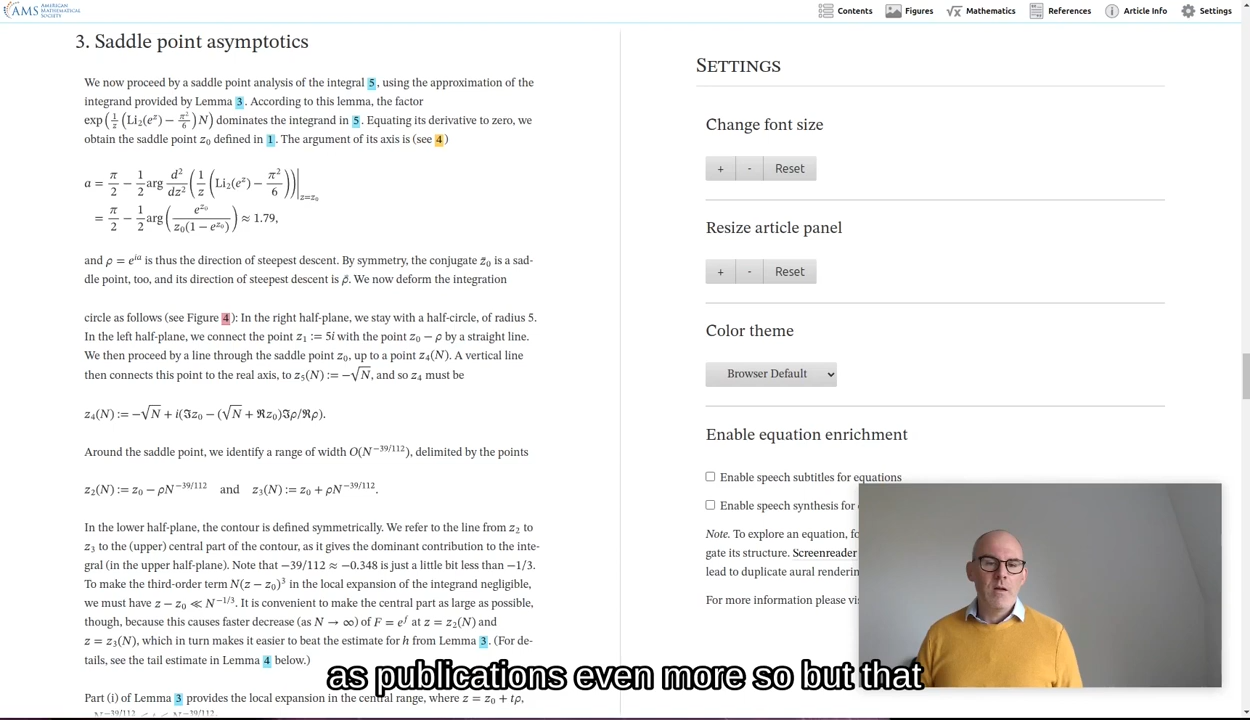 AMS AMERICAN MATHEMATICAL SOCIETY
Contents Figures Mathematics References Article Info Settings
3. Saddle point asymptotics
We now proceed by a saddle point analysis of the integral 5, using the approximation of the
integrand provided by Lemma 3. According to this lemma, the factor
exp(1/z (Li₂(e^z) − π²/6) N) dominates the integrand in 5. Equating its derivative to zero, we
obtain the saddle point z₀ defined in 1. The argument of its axis is (see 4)
a = π/2 − 1/2 arg d²/dz² (1/z (Li₂(e^z) − π²/6))|_{z=z₀}
= π/2 − 1/2 arg (e^{z₀}/(z₀(1 − e^{z₀}))) ≈ 1.79,
and ρ = e^{ia} is thus the direction of steepest descent. By symmetry, the conjugate z̄₀ is a sad-
dle point, too, and its direction of steepest descent is ρ̄. We now deform the integration
circle as follows (see Figure 4): In the right half-plane, we stay with a half-circle, of radius 5.
In the left half-plane, we connect the point z₁ := 5i with the point z₀ − ρ by a straight line.
We then proceed by a line through the saddle point z₀, up to a point z₄(N). A vertical line
then connects this point to the real axis, to z₅(N) := −√N, and so z₄ must be
z₄(N) := −√N + i(ℑz₀ − (√N + ℜz₀)ℑρ/ℜρ).
Around the saddle point, we identify a range of width O(N^{−39/112}), delimited by the points
z₂(N) := z₀ − ρN^{−39/112} and z₃(N) := z₀ + ρN^{−39/112}.
In the lower half-plane, the contour is defined symmetrically. We refer to the line from z₂ to
z₃ to the (upper) central part of the contour, as it gives the dominant contribution to the inte-
gral (in the upper half-plane). Note that −39/112 ≈ −0.348 is just a little bit less than −1/3.
To make the third-order term N(z − z₀)³ in the local expansion of the integrand negligible,
we must have z − z₀ ≪ N^{−1/3}. It is convenient to make the central part as large as possible,
though, because this causes faster decrease (as N → ∞) of F = e^f at z = z₂(N) and
z = z₃(N), which in turn makes it easier to beat the estimate for h from Lemma 3. (For de-
tails, see the tail estimate in Lemma 4 below.)
Part (i) of Lemma 3 provides the local expansion in the central range, where z = z₀ + tρ,
SETTINGS
Change font size
+ - Reset
Resize article panel
+ - Reset
Color theme
Browser Default
Enable equation enrichment
Enable speech subtitles for equations
Enable speech synthesis for
Note. To explore an equation, fo
gate its structure. Screenreader
lead to duplicate aural renderin
For more information please vi
as publications even more so but that